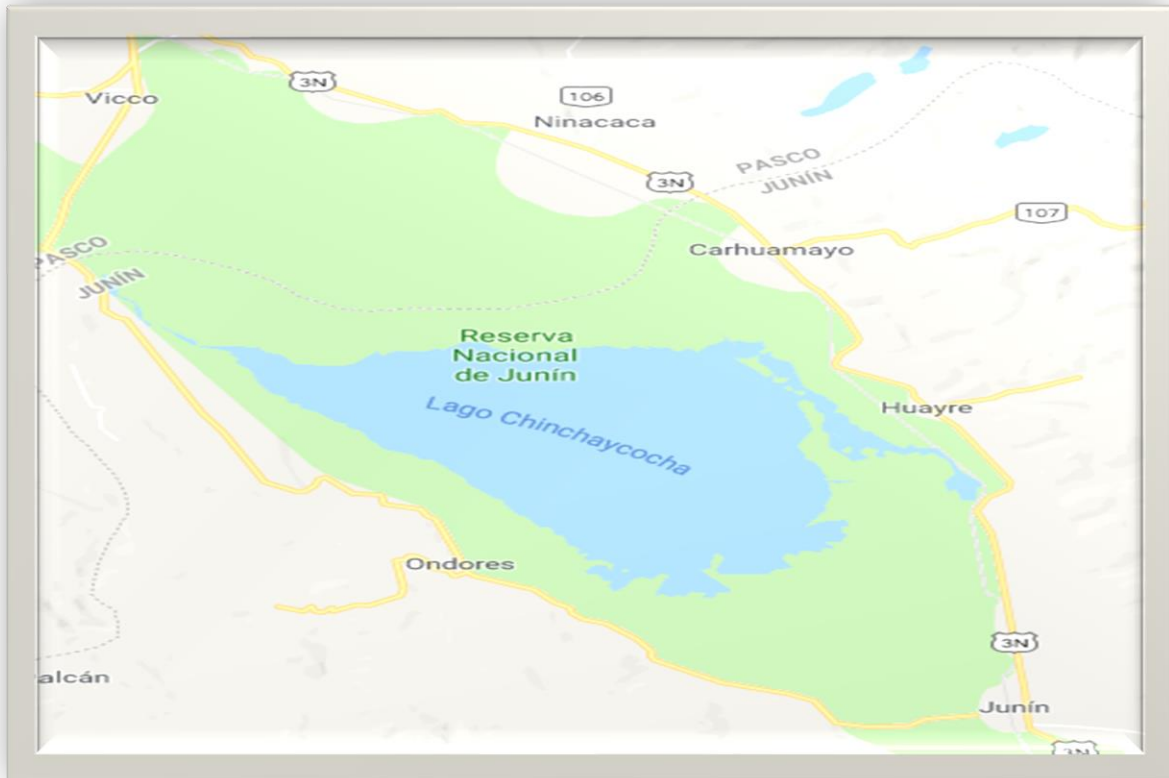 3N
106
Vicco
Ninacaca
PASCO
JUNÍN
3N
107
PASCO
JUNÍN
Carhuamayo
Reserva
Nacional
de Junín
Lago Chinchaycocha
Huayre
Ondores
3N
alcán
Junín
3N